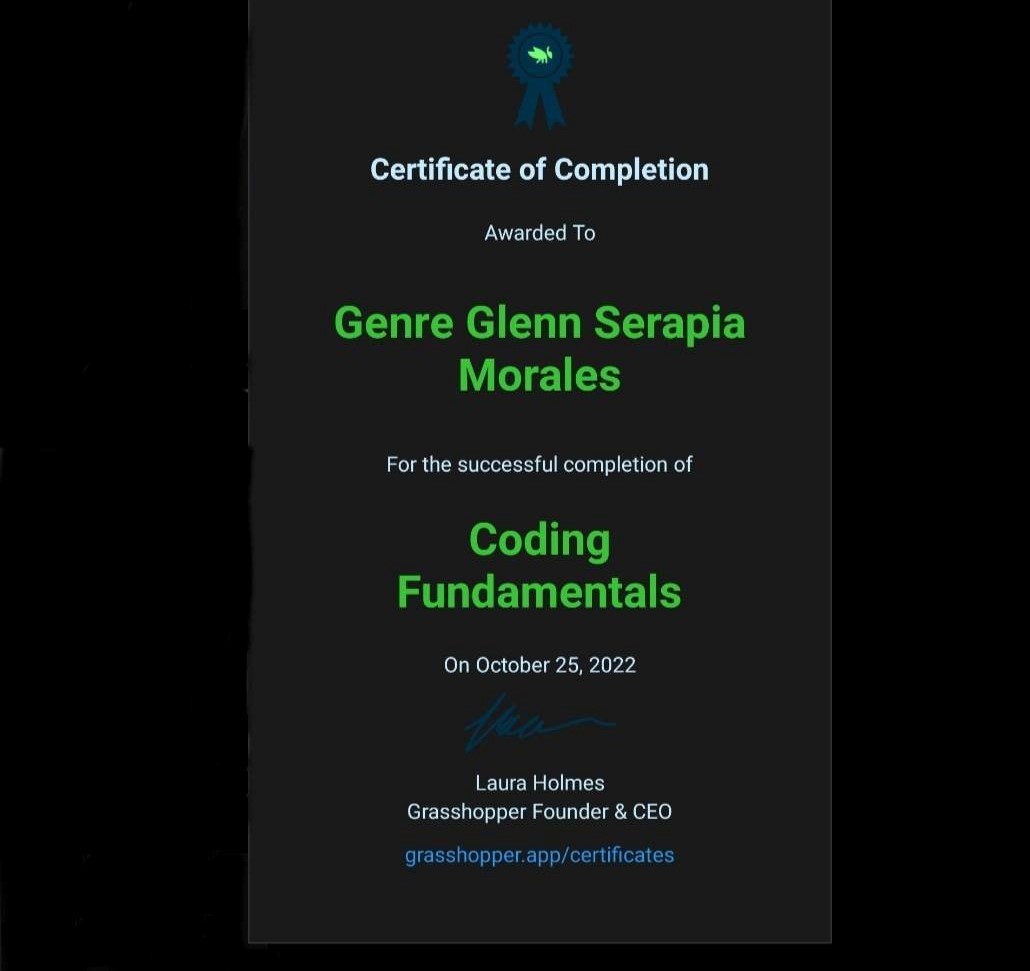 Certificate of Completion
Awarded To
Genre Glenn Serapia
Morales
For the successful completion of
Coding
Fundamentals
On October 25, 2022
Laura Holmes
Grasshopper Founder & CEO
grasshopper.app/certificates